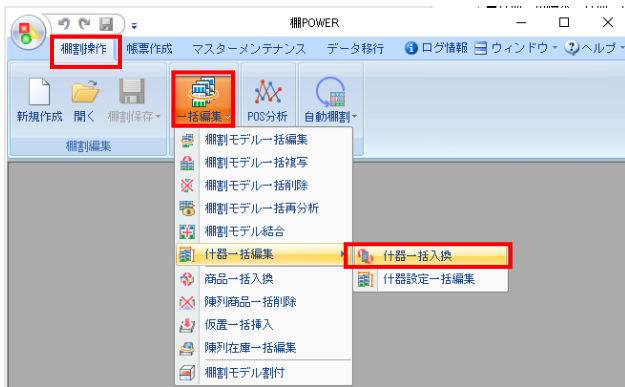 棚POWER
棚割操作 帳票作成 マスターメンテナンス データ移行 ログ情報 ウィンドウ ヘルプ
新規作成 開く 棚割保存 一括編集 POS分析 自動棚割
棚割編集
棚割モデル一括編集
棚割モデル一括複写
棚割モデル一括削除
棚割モデル一括再分析
棚割モデル結合
什器一括編集 什器一括入換
商品一括入換 什器設定一括編集
陳列商品一括削除
仮置一括挿入
陳列在庫一括編集
棚割モデル割付